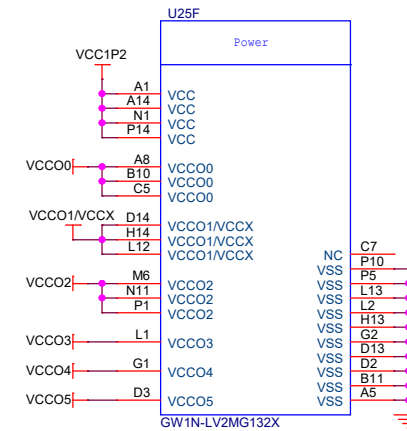 U25F
Power
VCC1P2
A1 VCC
A14 VCC
N1 VCC
P14 VCC
VCCO0 A8 VCCO0
B10 VCCO0
C5 VCCO0
VCCO1/VCCX D14 VCCO1/VCCX
H14 VCCO1/VCCX
L12 VCCO1/VCCX
VCCO2 M6 VCCO2
N11 VCCO2
P1 VCCO2
VCCO3 L1 VCCO3
VCCO4 G1 VCCO4
VCCO5 D3 VCCO5
NC C7
VSS P10
VSS P5
VSS L13
VSS L2
VSS H13
VSS G2
VSS D13
VSS D2
VSS B11
VSS A5
GW1N-LV2MG132X